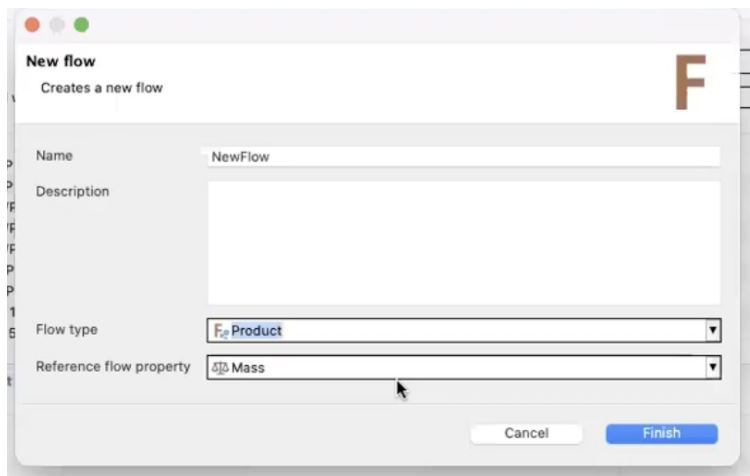 New flow
Creates a new flow
F
Name
NewFlow
Description
Flow type
Product
Reference flow property
Mass
Cancel
Finish